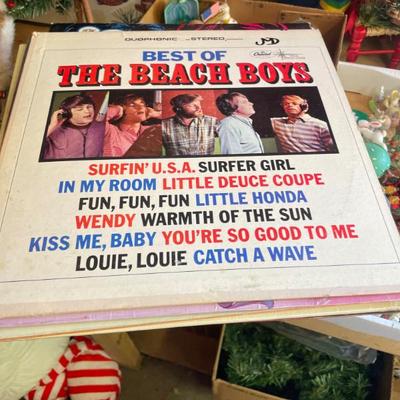 DUOPHONIC STEREO
BEST OF
THE BEACH BOYS
Capitol
SURFIN' U.S.A. SURFER GIRL
IN MY ROOM LITTLE DEUCE COUPE
FUN, FUN, FUN LITTLE HONDA
WENDY WARMTH OF THE SUN
KISS ME, BABY YOU'RE SO GOOD TO ME
LOUIE, LOUIE CATCH A WAVE